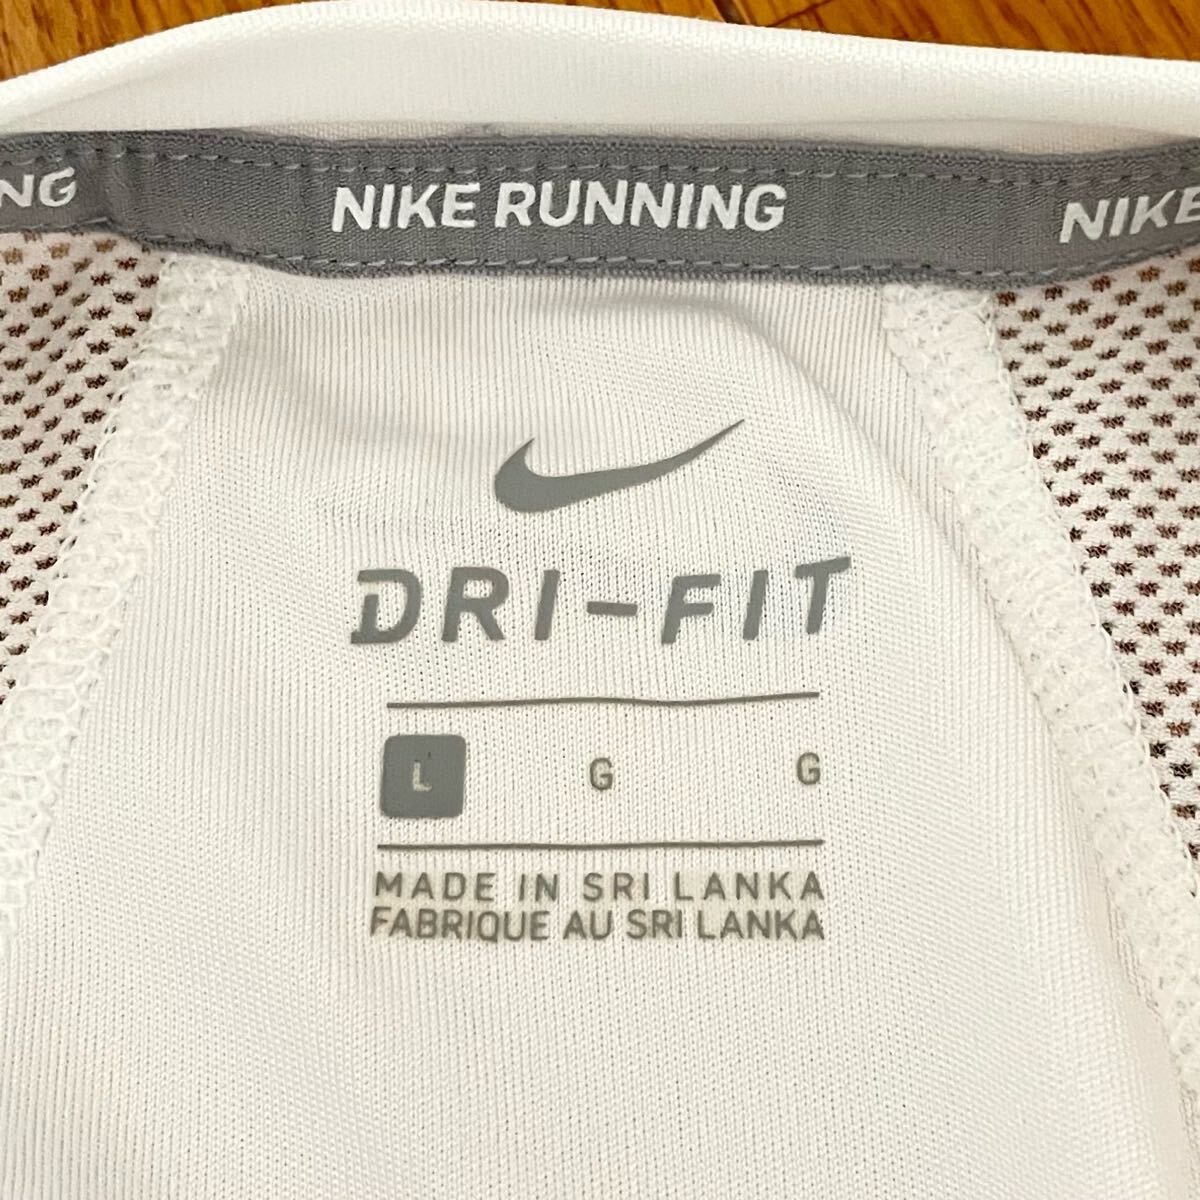 NG NIKE RUNNING NIKE
DRI-FIT
L G G
MADE IN SRI LANKA
FABRIQUE AU SRI LANKA